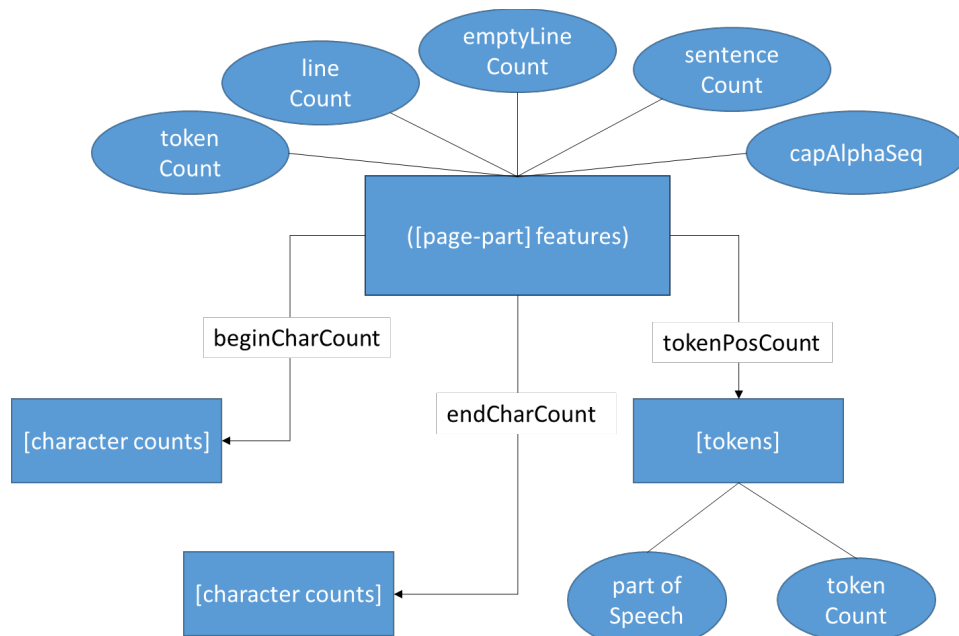 emptyLine
Count
sentence
Count
line
Count
token
Count
capAlphaSeq
([page-part] features)
beginCharCount
tokenPosCount
endCharCount
[character counts]
[tokens]
[character counts]
part of
Speech
token
Count